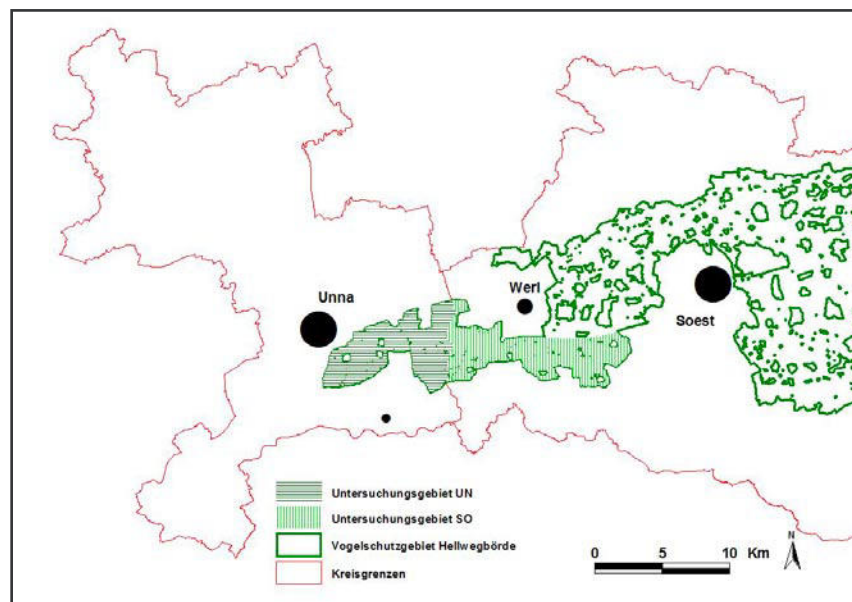 Unna
Werl
Soest
Untersuchungsgebiet UN
Untersuchungsgebiet SO
Vogelschutzgebiet Hellwegbörde
Kreisgrenzen
0 5 10 Km
N